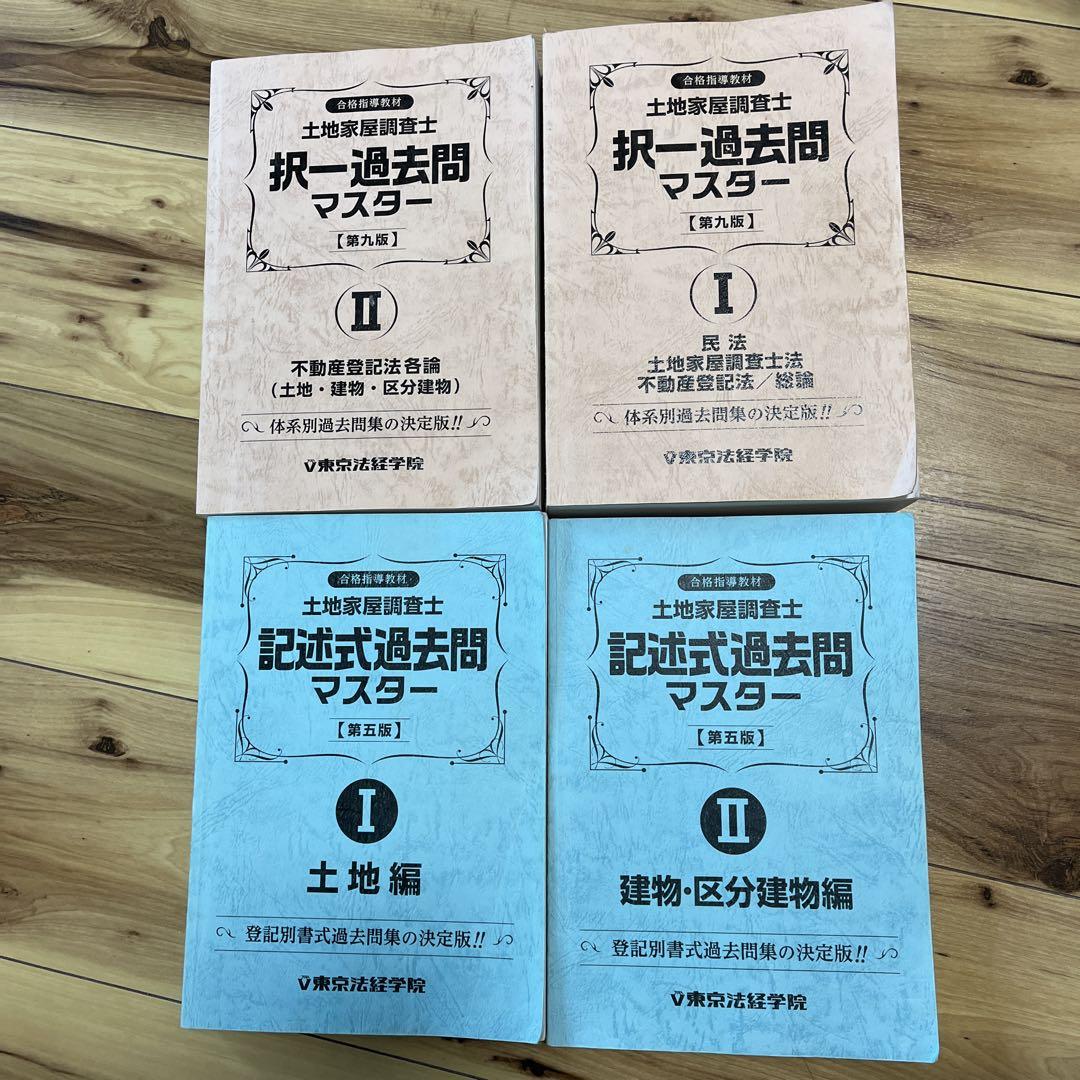 合格指導教材
土地家屋調査士
択一過去問
マスター
【第九版】
II
不動産登記法各論
(土地・建物・区分建物)
体系別過去問集の決定版!!
東京法経学院
合格指導教材
土地家屋調査士
択一過去問
マスター
【第九版】
I
民法
土地家屋調査士法
不動産登記法/総論
体系別過去問集の決定版!!
東京法経学院
合格指導教材
土地家屋調査士
記述式過去問
マスター
【第五版】
I
土地編
登記別書式過去問集の決定版!!
東京法経学院
合格指導教材
土地家屋調査士
記述式過去問
マスター
【第五版】
II
建物・区分建物編
登記別書式過去問集の決定版!!
東京法経学院